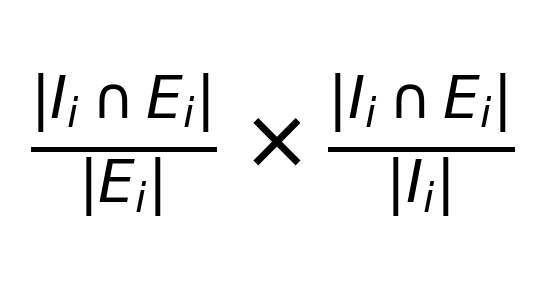 |I_i ∩ E_i| / |E_i| × |I_i ∩ E_i| / |I_i|